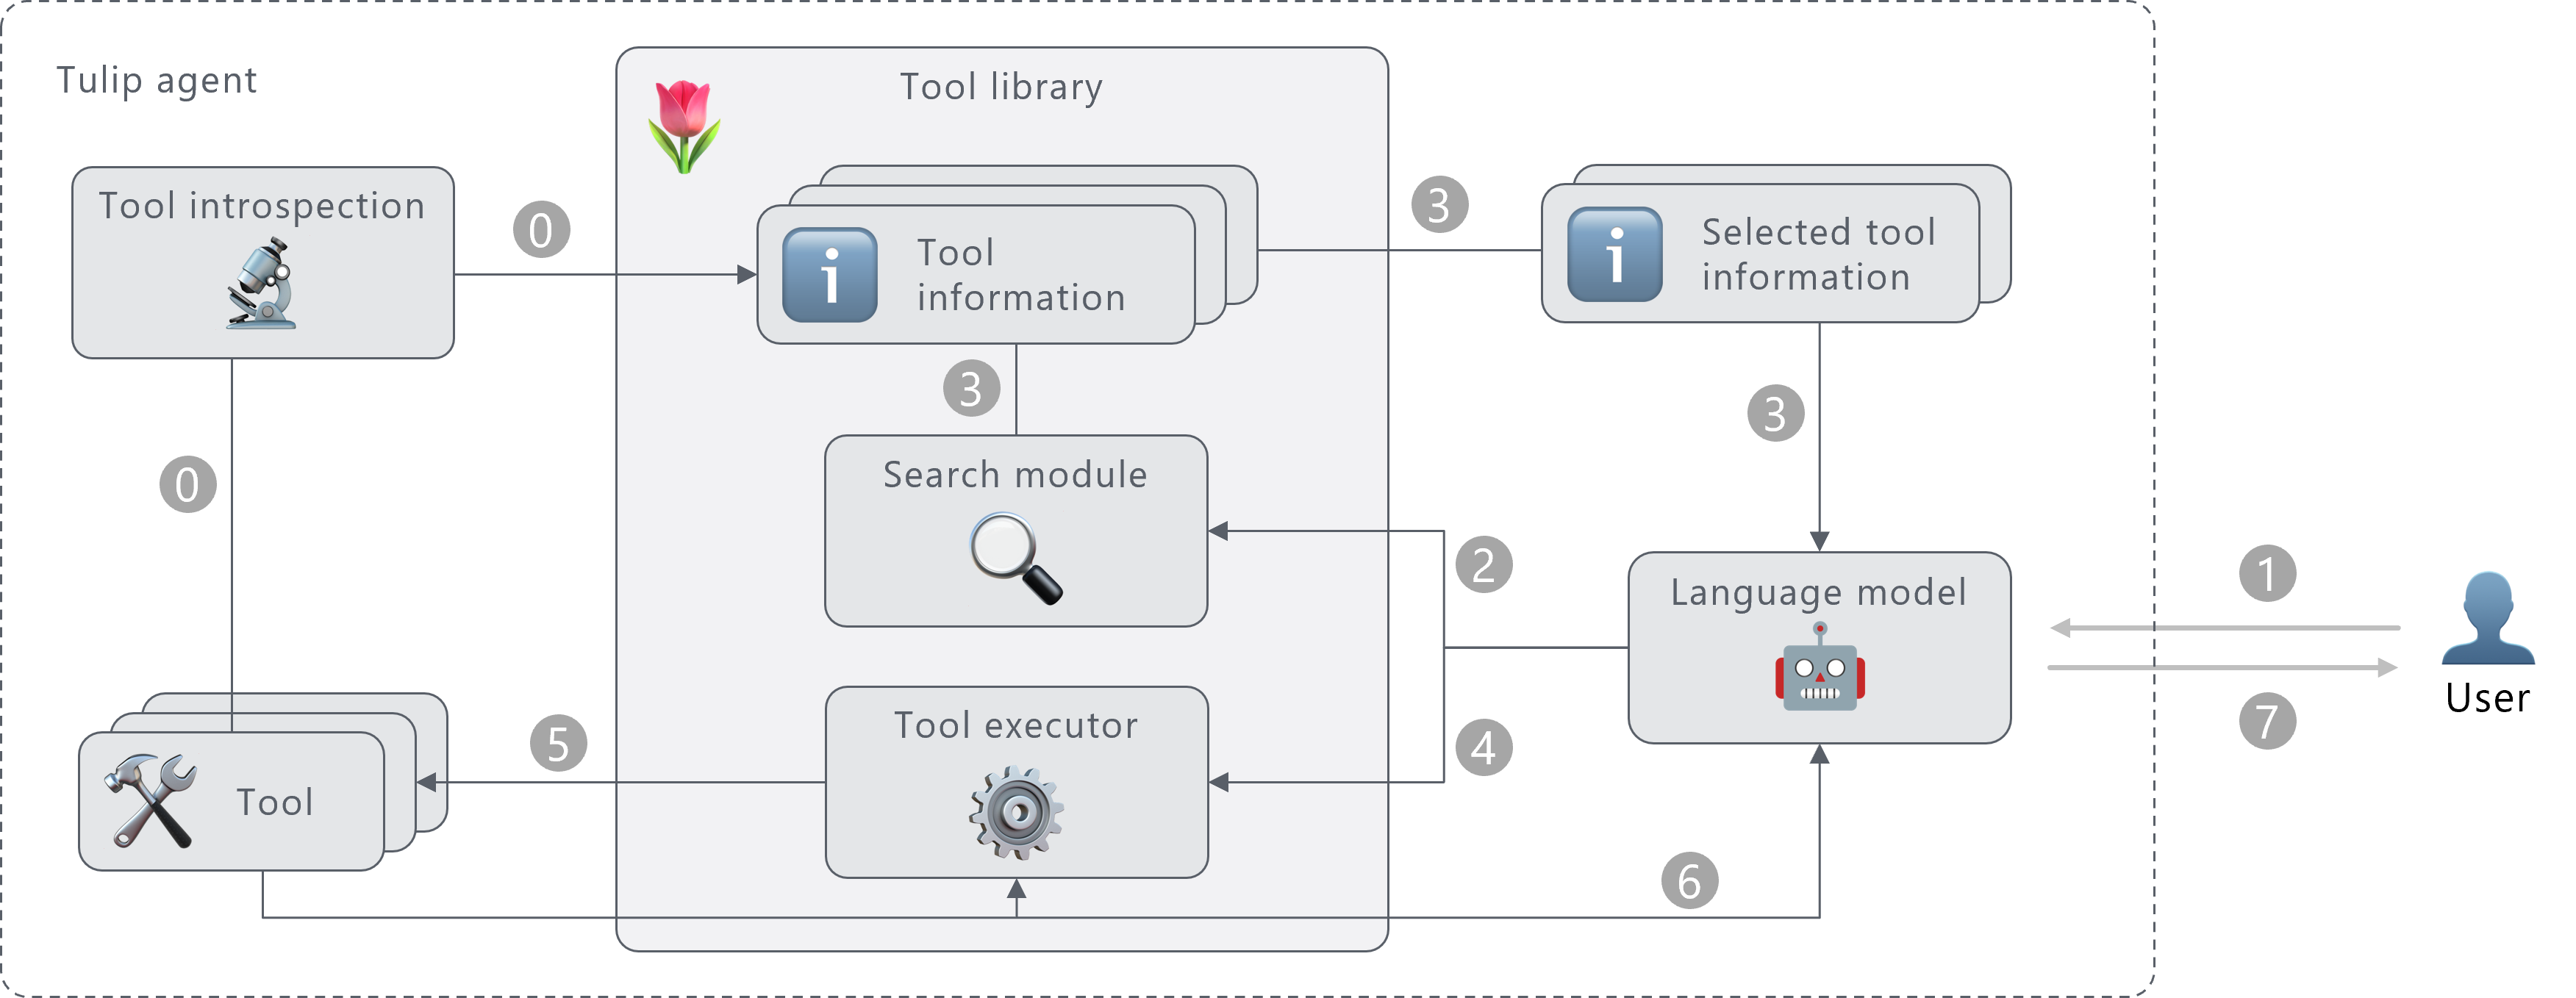 Tulip agent
Tool library
Tool introspection
0
i
Tool
information
3
i
Selected tool
information
3
3
0
Search module
2
Language model
1
User
7
4
Tool executor
5
Tool
6